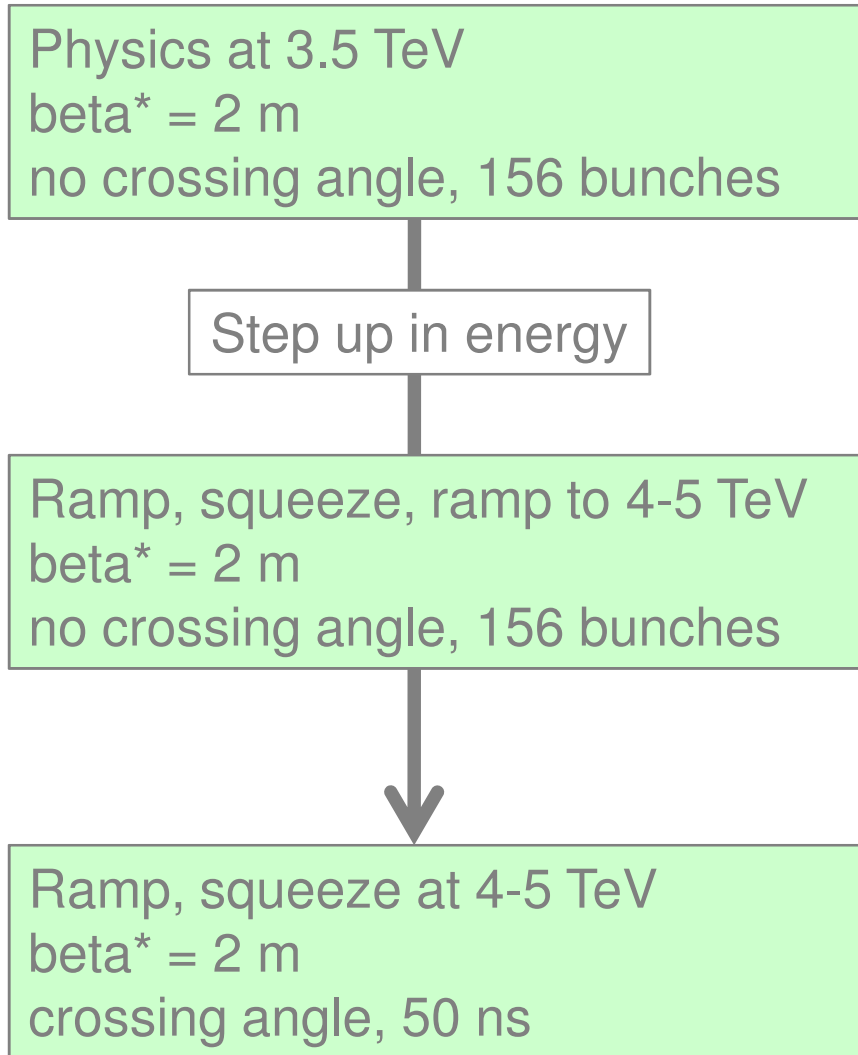 Physics at 3.5 TeV
beta* = 2 m
no crossing angle, 156 bunches
Step up in energy
Ramp, squeeze, ramp to 4-5 TeV
beta* = 2 m
no crossing angle, 156 bunches
Ramp, squeeze at 4-5 TeV
beta* = 2 m
crossing angle, 50 ns